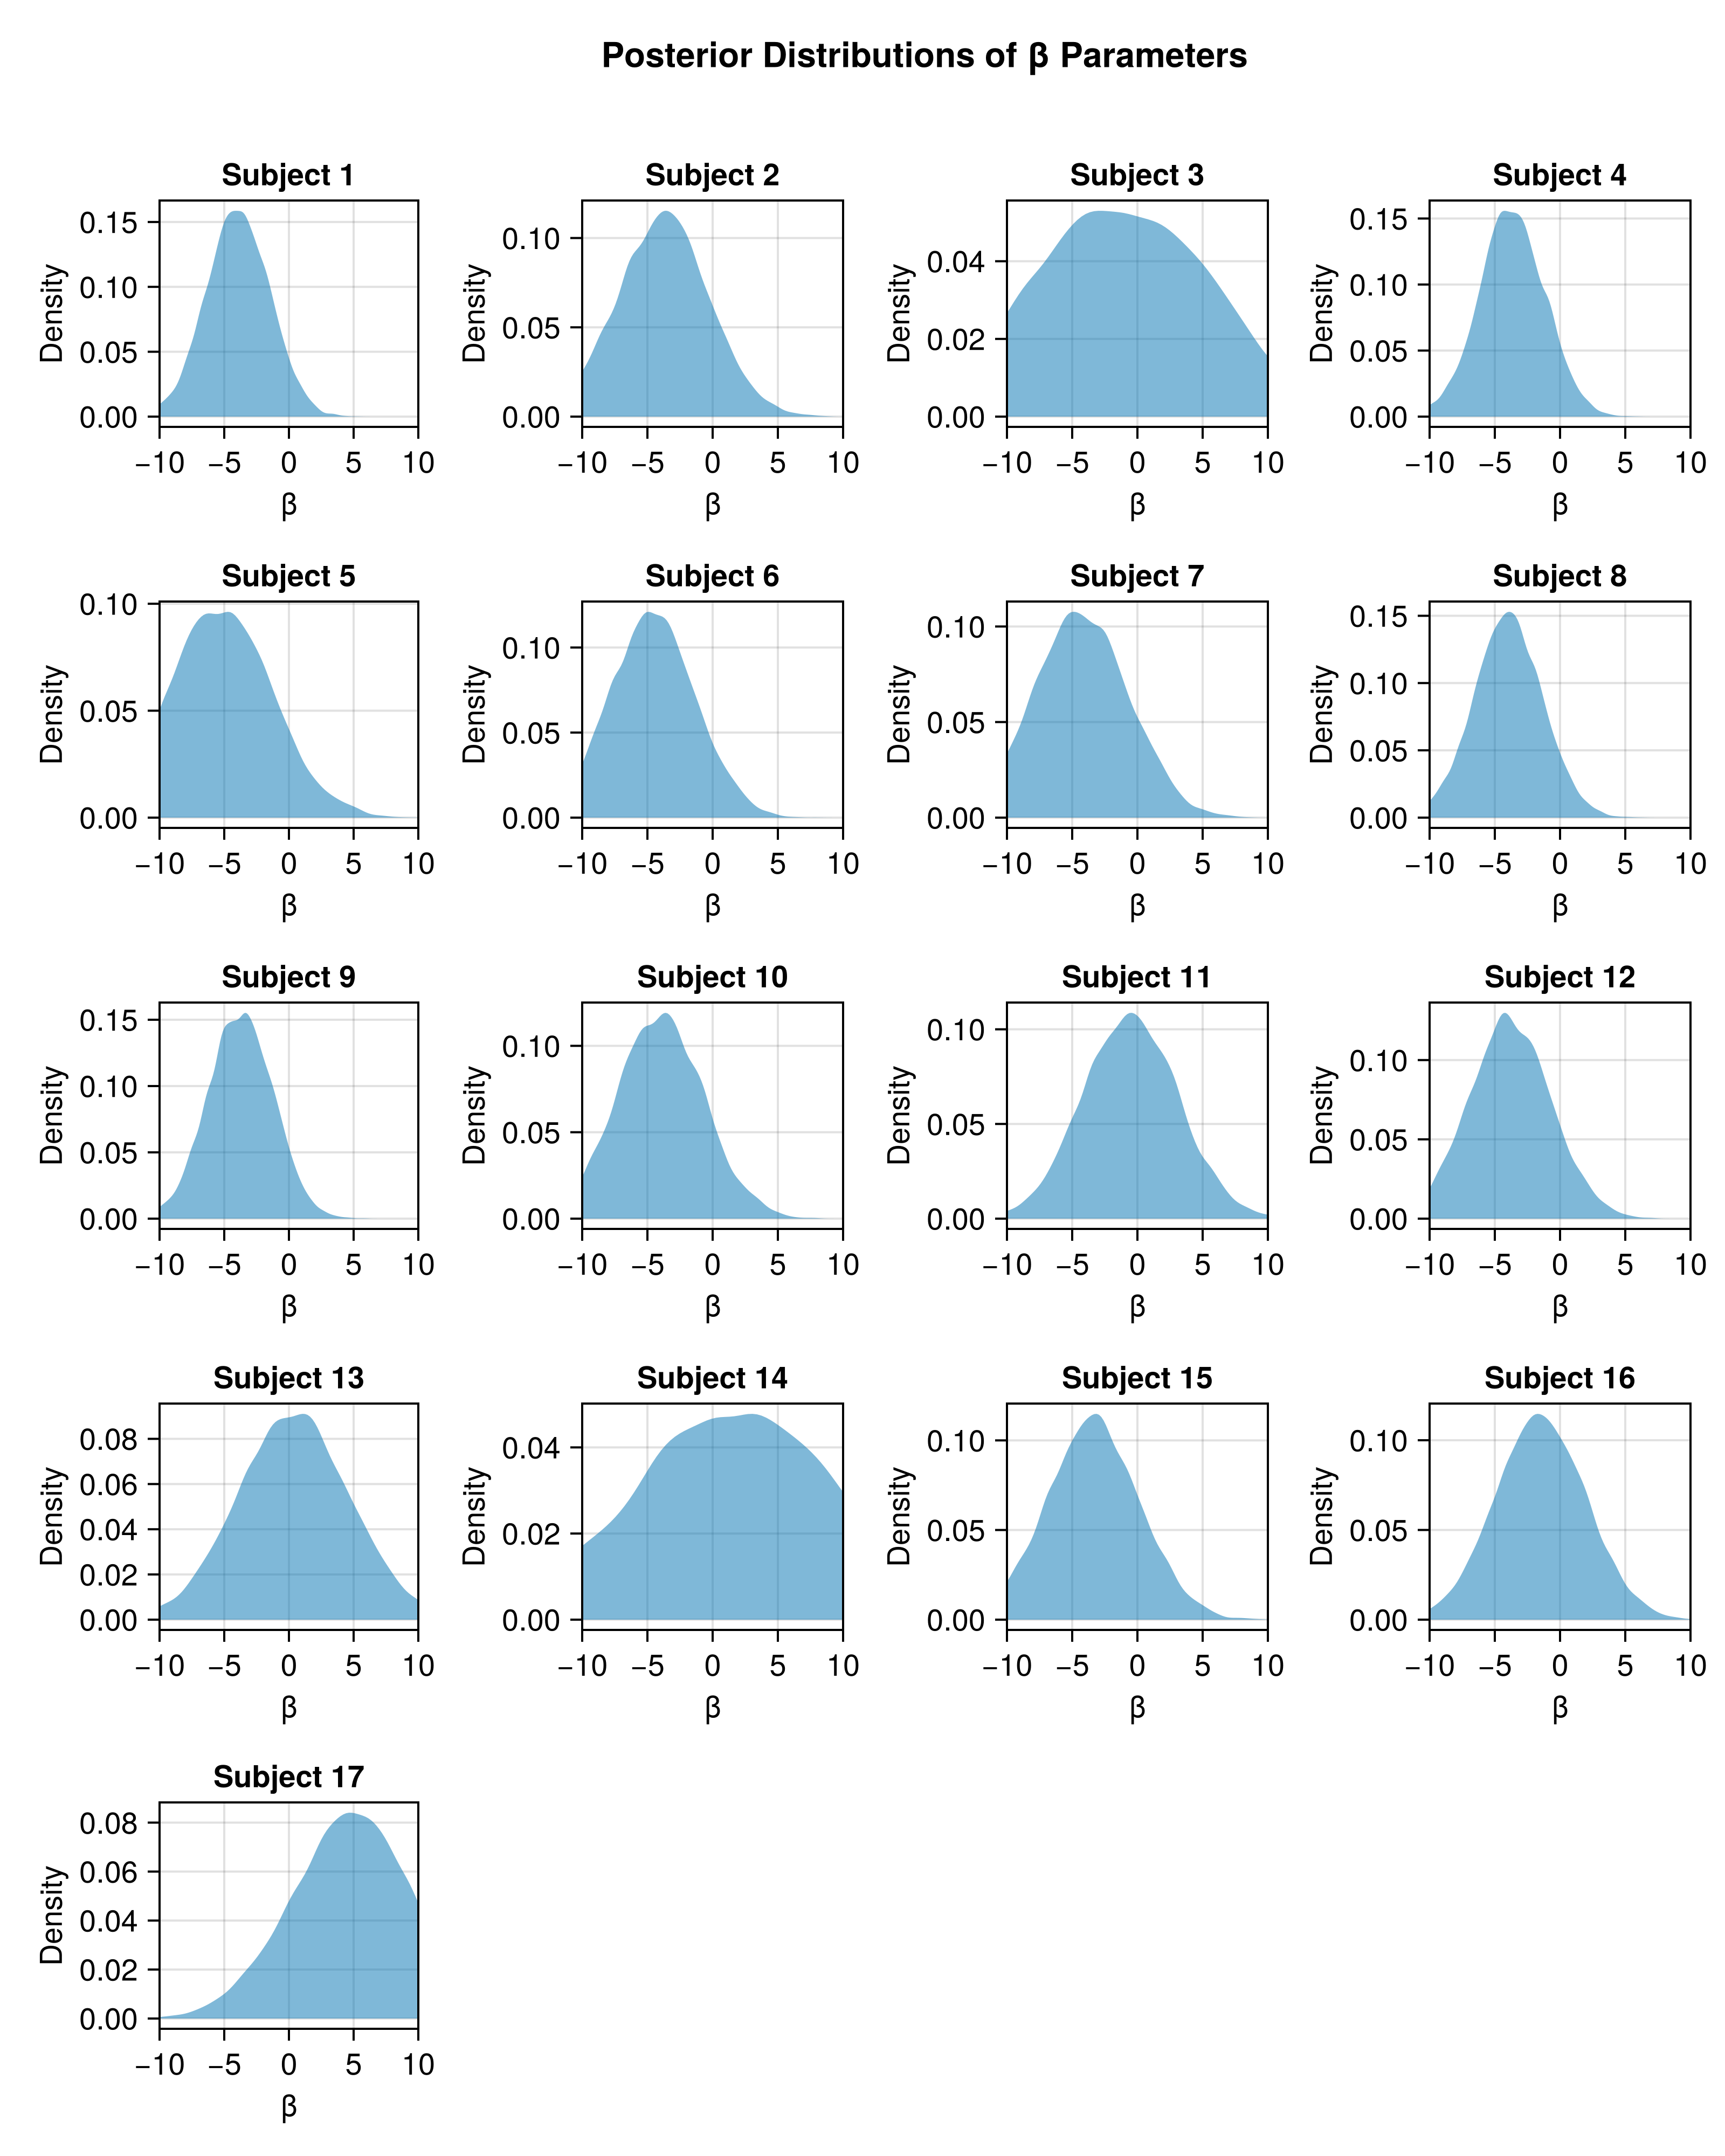 Posterior Distributions of β Parameters
Subject 1 Subject 2 Subject 3 Subject 4
0.15 0.10 0.05 0.00 Density −10 −5 0 5 10 β
0.10 0.05 0.00 Density −10 −5 0 5 10 β
0.04 0.02 0.00 Density −10 −5 0 5 10 β
0.15 0.10 0.05 0.00 Density −10 −5 0 5 10 β
Subject 5 Subject 6 Subject 7 Subject 8
0.10 0.05 0.00 Density −10 −5 0 5 10 β
0.10 0.05 0.00 Density −10 −5 0 5 10 β
0.10 0.05 0.00 Density −10 −5 0 5 10 β
0.15 0.10 0.05 0.00 Density −10 −5 0 5 10 β
Subject 9 Subject 10 Subject 11 Subject 12
0.15 0.10 0.05 0.00 Density −10 −5 0 5 10 β
0.10 0.05 0.00 Density −10 −5 0 5 10 β
0.10 0.05 0.00 Density −10 −5 0 5 10 β
0.10 0.05 0.00 Density −10 −5 0 5 10 β
Subject 13 Subject 14 Subject 15 Subject 16
0.08 0.06 0.04 0.02 0.00 Density −10 −5 0 5 10 β
0.04 0.02 0.00 Density −10 −5 0 5 10 β
0.10 0.05 0.00 Density −10 −5 0 5 10 β
0.10 0.05 0.00 Density −10 −5 0 5 10 β
Subject 17
0.08 0.06 0.04 0.02 0.00 Density −10 −5 0 5 10 β